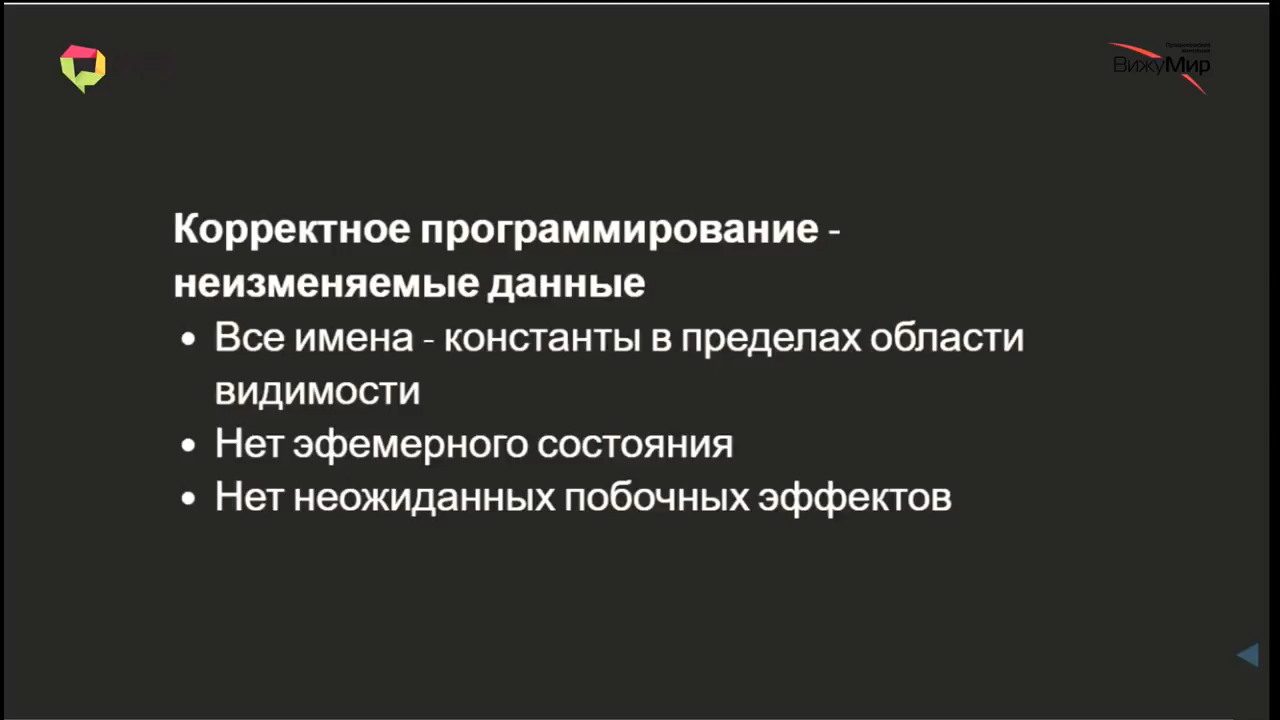 ВижуМир
Корректное программирование -
неизменяемые данные
• Все имена - константы в пределах области
видимости
• Нет эфемерного состояния
• Нет неожиданных побочных эффектов